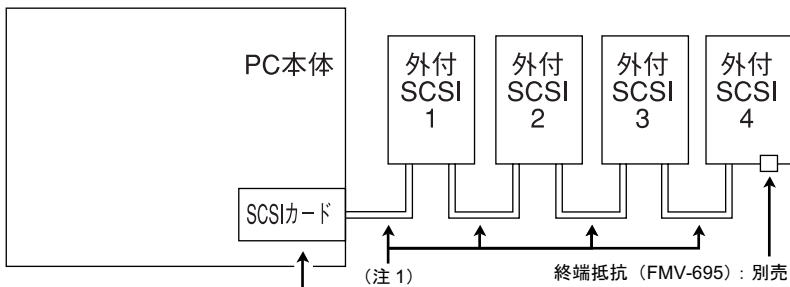 PC本体
外付
SCSI
1
外付
SCSI
2
外付
SCSI
3
外付
SCSI
4
SCSIカード
(注 1)
終端抵抗(FMV-695):別売